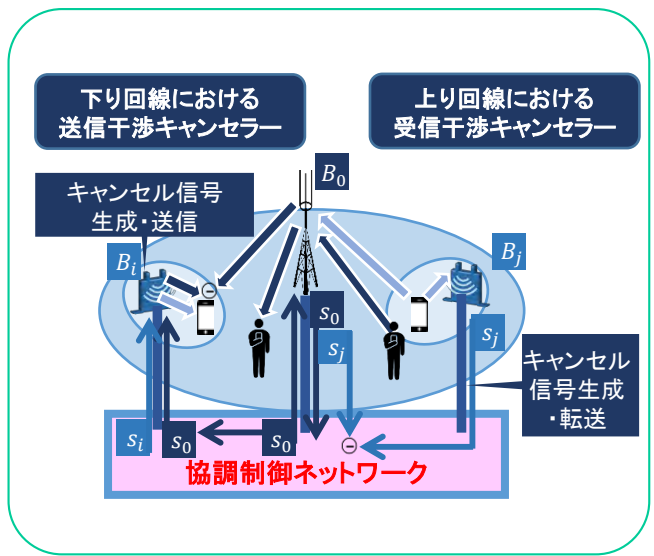 下り回線における
送信干渉キャンセラー
上り回線における
受信干渉キャンセラー
B₀
キャンセル信号
生成・送信
Bᵢ
Bⱼ
s₀
sⱼ
sⱼ
キャンセル
信号生成
・転送
sᵢ
s₀
s₀
協調制御ネットワーク